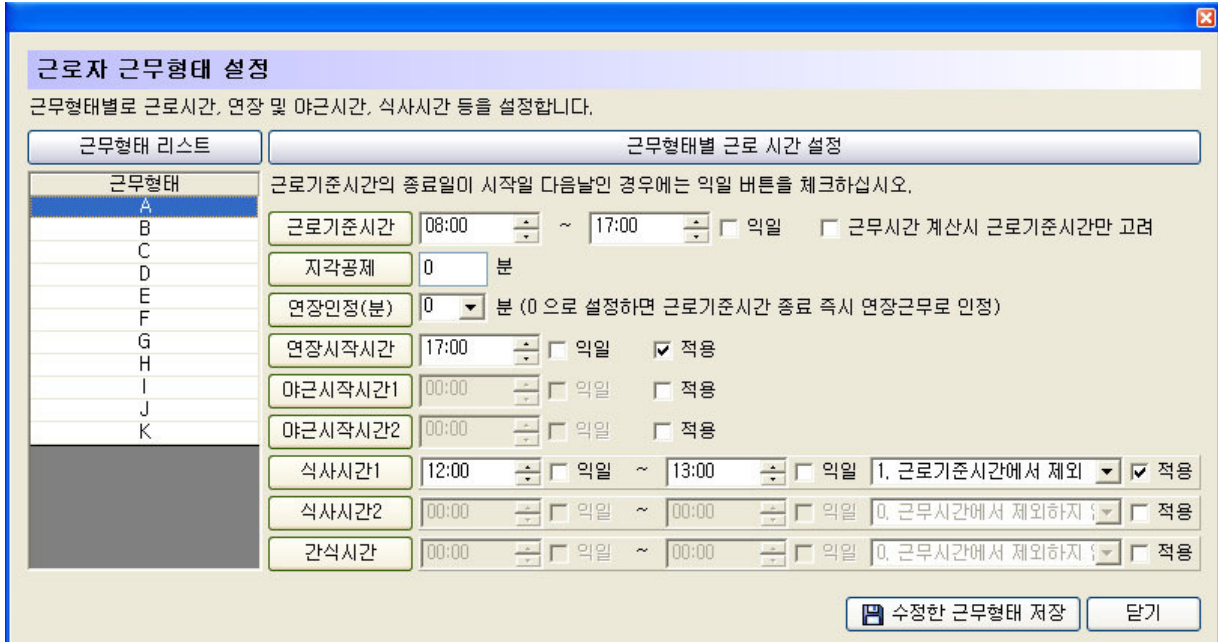 근로자 근무형태 설정
근무형태별로 근로시간, 연장 및 야근시간, 식사시간 등을 설정합니다.
근무형태 리스트
근무형태별 근로 시간 설정
근무형태
A
B
C
D
E
F
G
H
I
J
K
근로기준시간의 종료일이 시작일 다음날인 경우에는 익일 버튼을 체크하십시오.
근로기준시간 08:00 ~ 17:00 익일 근무시간 계산시 근로기준시간만 고려
지각공제 0 분
연장인정(분) 0 분 (0 으로 설정하면 근로기준시간 종료 즉시 연장근무로 인정)
연장시작시간 17:00 익일 적용
야근시작시간1 00:00 익일 적용
야근시작시간2 00:00 익일 적용
식사시간1 12:00 익일 ~ 13:00 익일 1. 근로기준시간에서 제외 적용
식사시간2 00:00 익일 ~ 00:00 익일 0. 근무시간에서 제외하지 적용
간식시간 00:00 익일 ~ 00:00 익일 0. 근무시간에서 제외하지 적용
수정한 근무형태 저장 닫기